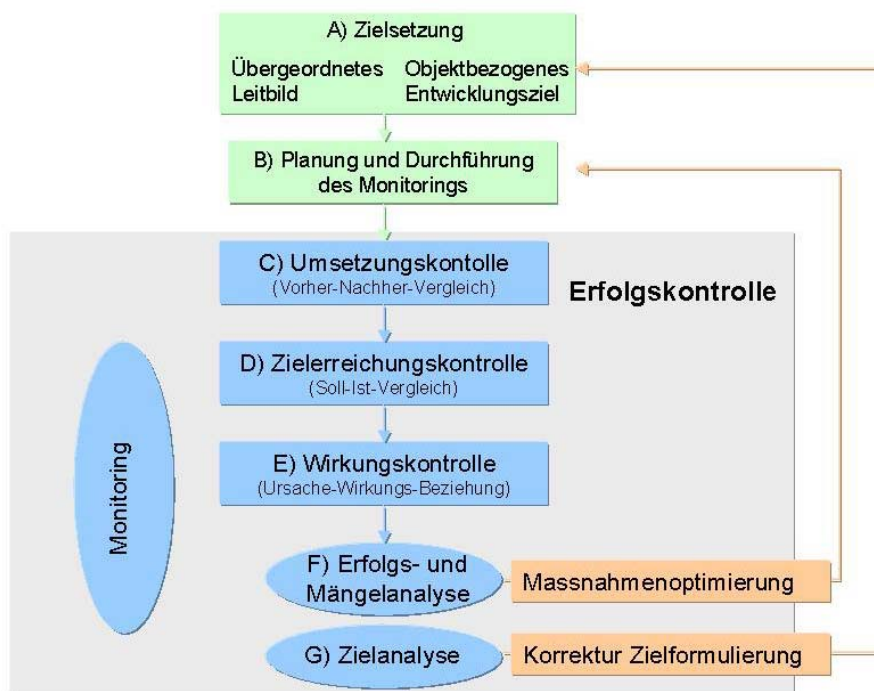 A) Zielsetzung
Übergeordnetes Leitbild
Objektbezogenes Entwicklungsziel
B) Planung und Durchführung
des Monitorings
C) Umsetzungskontolle
(Vorher-Nachher-Vergleich)
Erfolgskontrolle
D) Zielerreichungskontrolle
(Soll-Ist-Vergleich)
Monitoring
E) Wirkungskontrolle
(Ursache-Wirkungs-Beziehung)
F) Erfolgs- und
Mängelanalyse
Massnahmenoptimierung
G) Zielanalyse
Korrektur Zielformulierung